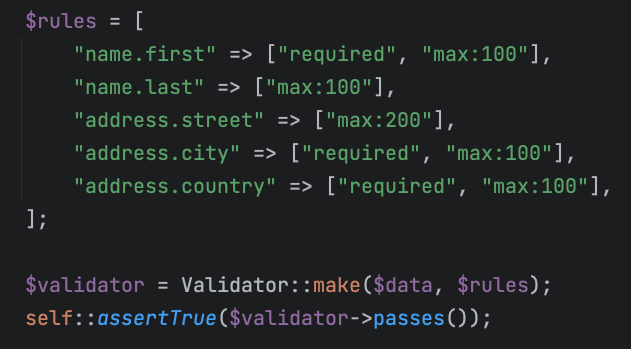 $rules = [
    "name.first" => ["required", "max:100"],
    "name.last" => ["max:100"],
    "address.street" => ["max:200"],
    "address.city" => ["required", "max:100"],
    "address.country" => ["required", "max:100"],
];
$validator = Validator::make($data, $rules);
self::assertTrue($validator->passes());